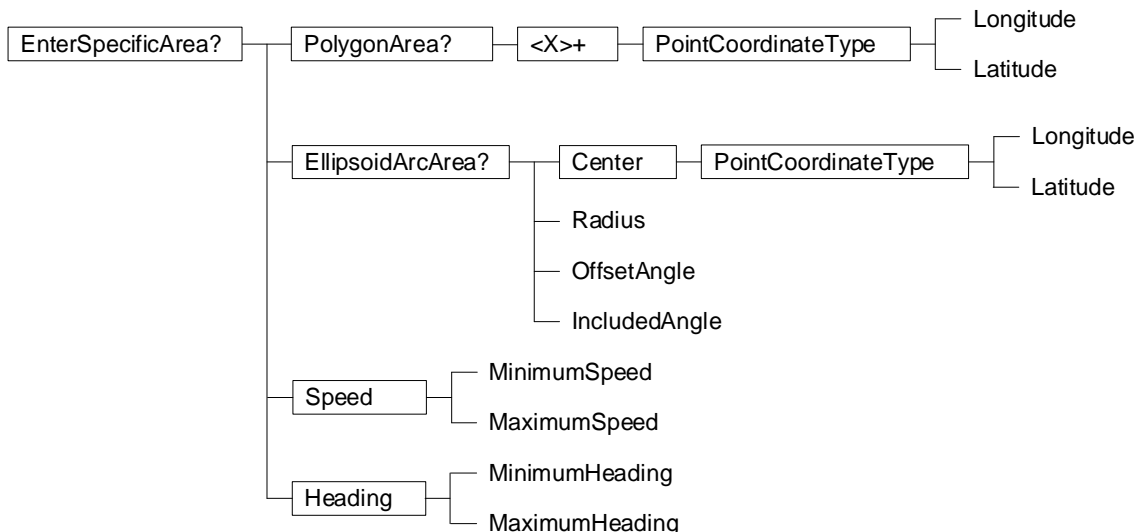 EnterSpecificArea?
PolygonArea?
<X>+
PointCoordinateType
Longitude
Latitude
EllipsoidArcArea?
Center
PointCoordinateType
Longitude
Latitude
Radius
OffsetAngle
IncludedAngle
Speed
MinimumSpeed
MaximumSpeed
Heading
MinimumHeading
MaximumHeading